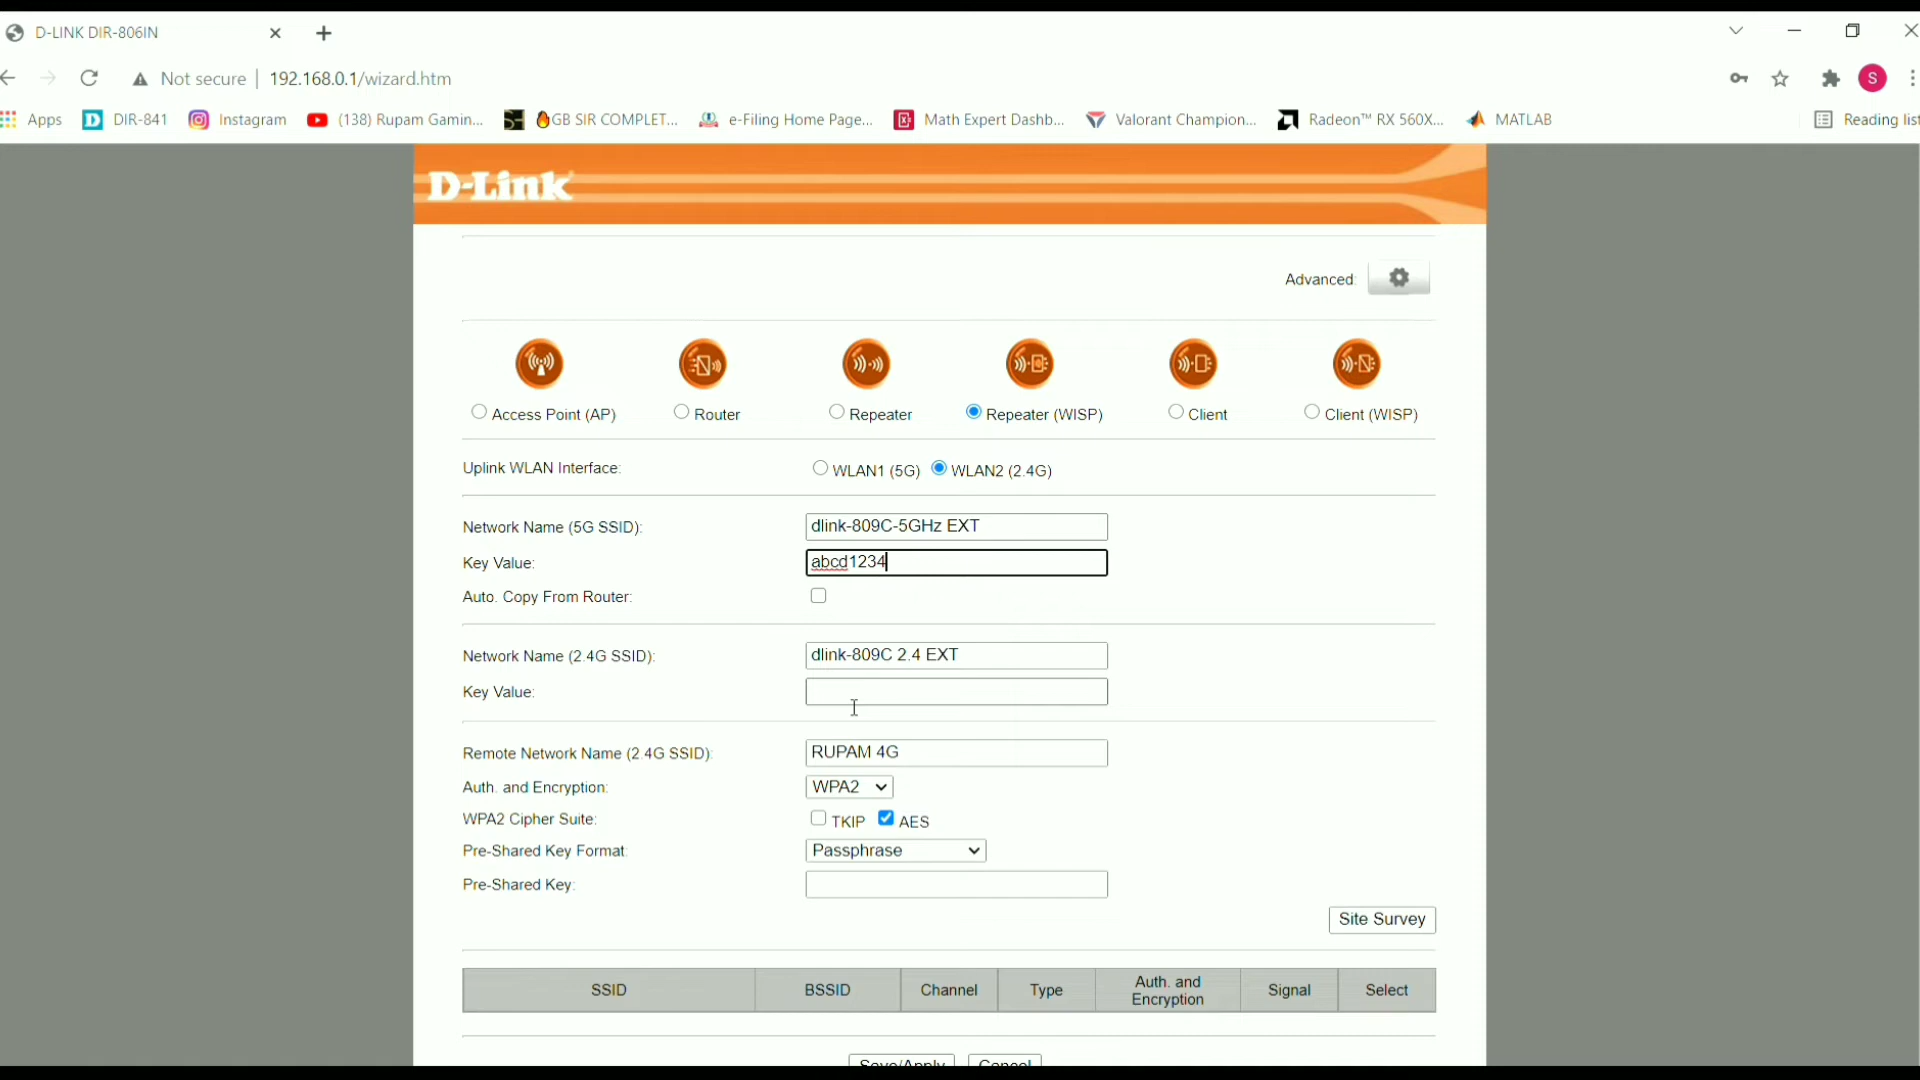 D-LINK DIR-806IN
Not secure 192.168.0.1/wizard.htm
S
Apps DIR-841 Instagram (138) Rupam Gamin... GB SIR COMPLET... e-Filing Home Page... Math Expert Dashb... Valorant Champion... Radeon™ RX 560X... MATLAB Reading list
D-Link
Advanced:
Access Point (AP) Router Repeater Repeater (WISP) Client Client (WISP)
Uplink WLAN Interface: WLAN1 (5G) WLAN2 (2.4G)
Network Name (5G SSID): dlink-809C-5GHz EXT
Key Value: abcd1234
Auto. Copy From Router:
Network Name (2.4G SSID): dlink-809C 2.4 EXT
Key Value:
Remote Network Name (2.4G SSID): RUPAM 4G
Auth. and Encryption: WPA2
WPA2 Cipher Suite: TKIP AES
Pre-Shared Key Format: Passphrase
Pre-Shared Key:
Site Survey
SSID BSSID Channel Type Auth. and Encryption Signal Select
Save/Apply Cancel